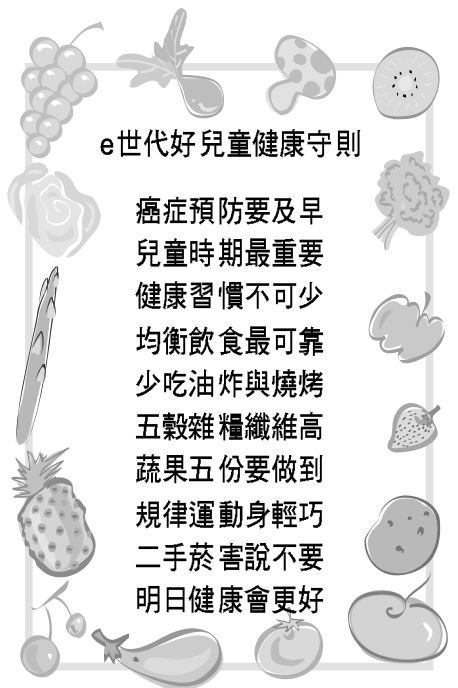 e世代好兒童健康守則
癌症預防要及早
兒童時期最重要
健康習慣不可少
均衡飲食最可靠
少吃油炸與燒烤
五穀雜糧纖維高
蔬果五份要做到
規律運動身輕巧
二手菸害說不要
明日健康會更好